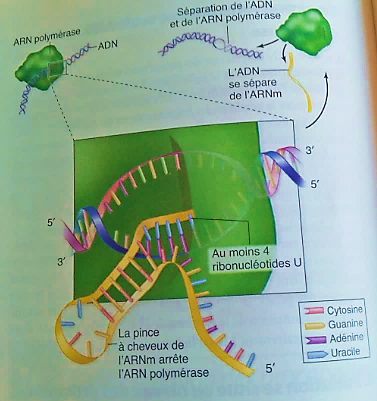 Séparation de l'ADN
et de l'ARN polymérase
ARN polymérase
ADN
L'ADN
se sépare
de l'ARNm
3'
5'
5'
3'
Au moins 4
ribonucléotides U
La pince
à cheveux de
l'ARNm arrête
l'ARN polymérase
5'
Cytosine
Guanine
Adénine
Uracile